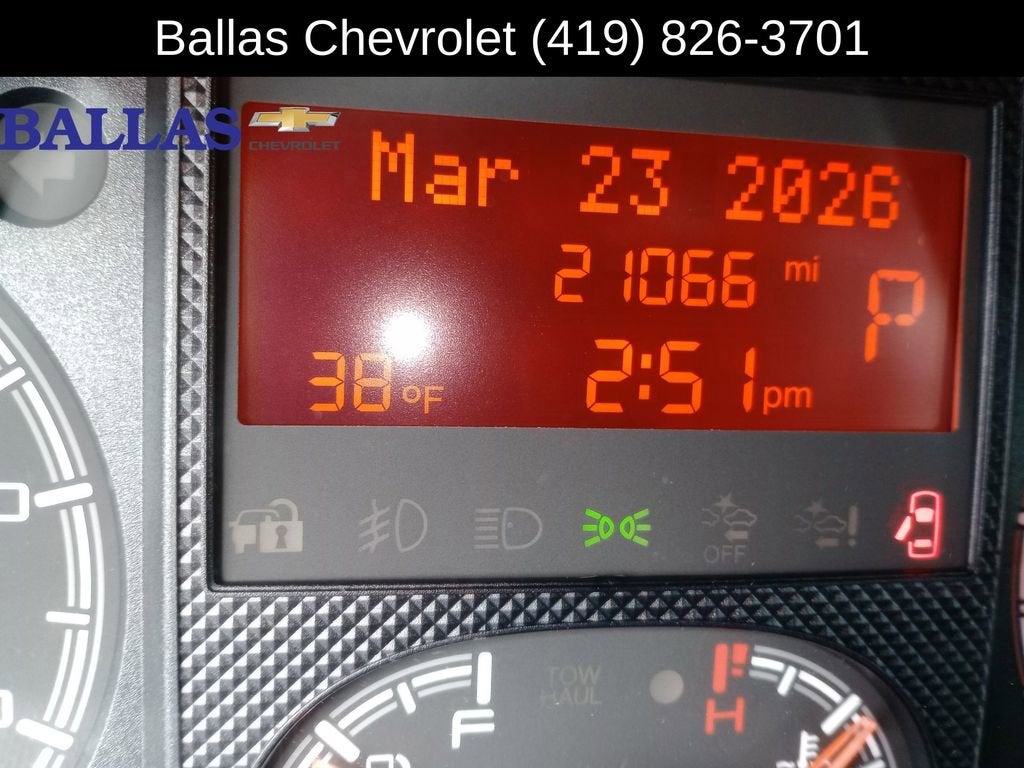 Ballas Chevrolet (419) 826-3701
BALLAS
CHEVROLET
Mar 23 2026
21066 mi
P
38 °F 2:51 pm
OFF
TOW
HAUL
F
H